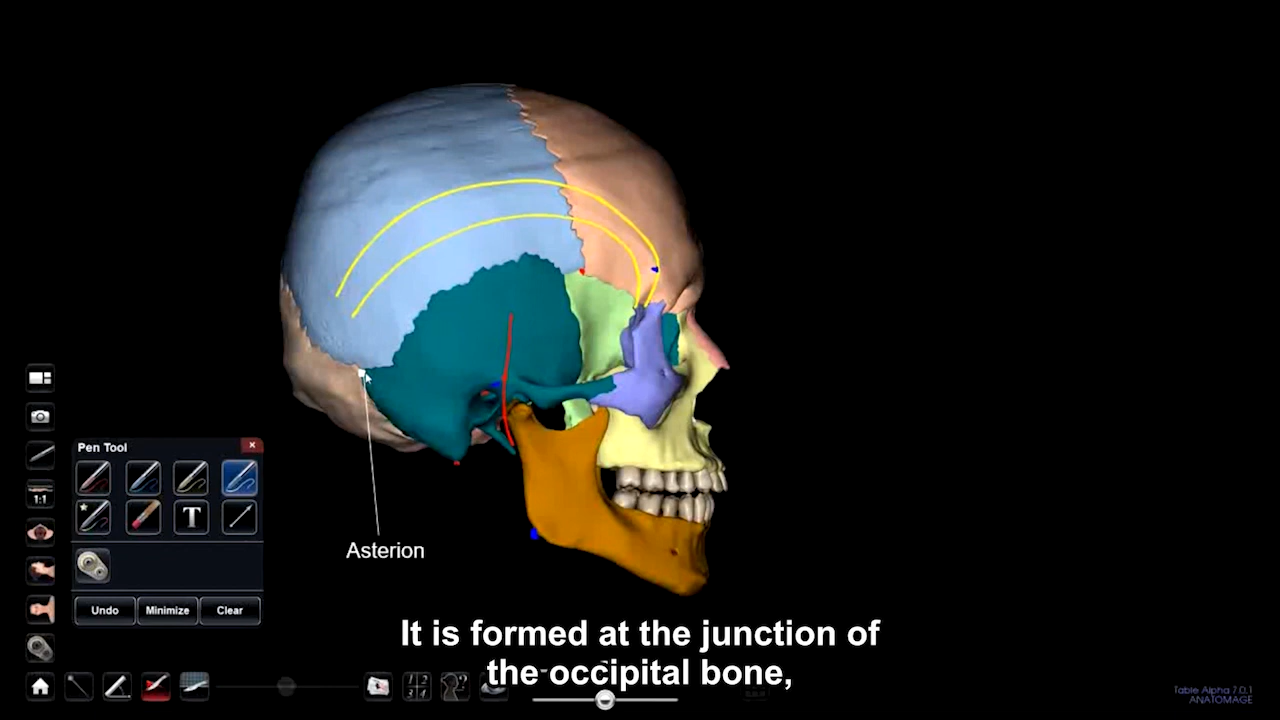 Pen Tool
1:1
T
Undo Minimize Clear
Asterion
It is formed at the junction of
the occipital bone,
Table Alpha 7.0.1
ANATOMAGE